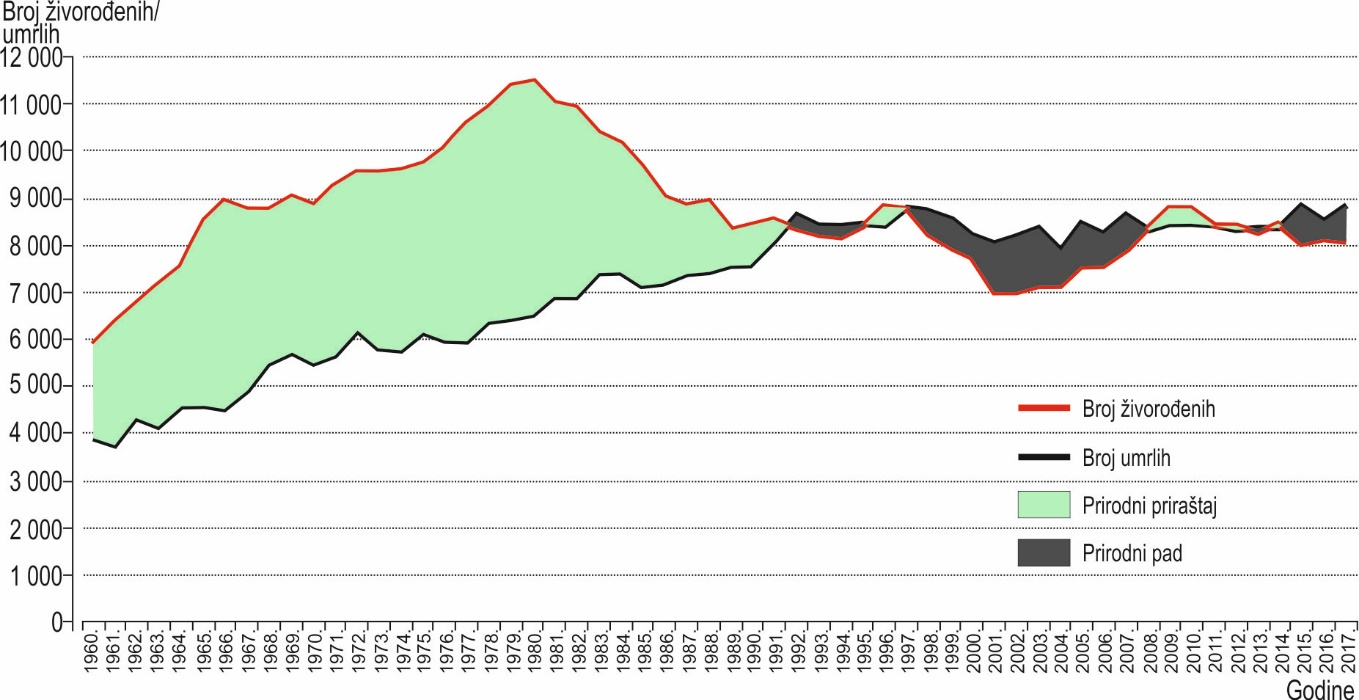 Broj živorođenih/
umrlih
12 000
11 000
10 000
9 000
8 000
7 000
6 000
5 000
4 000
3 000
2 000
1 000
0
Broj živorođenih
Broj umrlih
Prirodni priraštaj
Prirodni pad
1960. 1961. 1962. 1963. 1964. 1965. 1966. 1967. 1968. 1969. 1970. 1971. 1972. 1973. 1974. 1975. 1976. 1977. 1978. 1979. 1980. 1981. 1982. 1983. 1984. 1985. 1986. 1987. 1988. 1989. 1990. 1991. 1992. 1993. 1994. 1995. 1996. 1997. 1998. 1999. 2000. 2001. 2002. 2003. 2004. 2005. 2006. 2007. 2008. 2009. 2010. 2011. 2012. 2013. 2014. 2015. 2016. 2017.
Godine